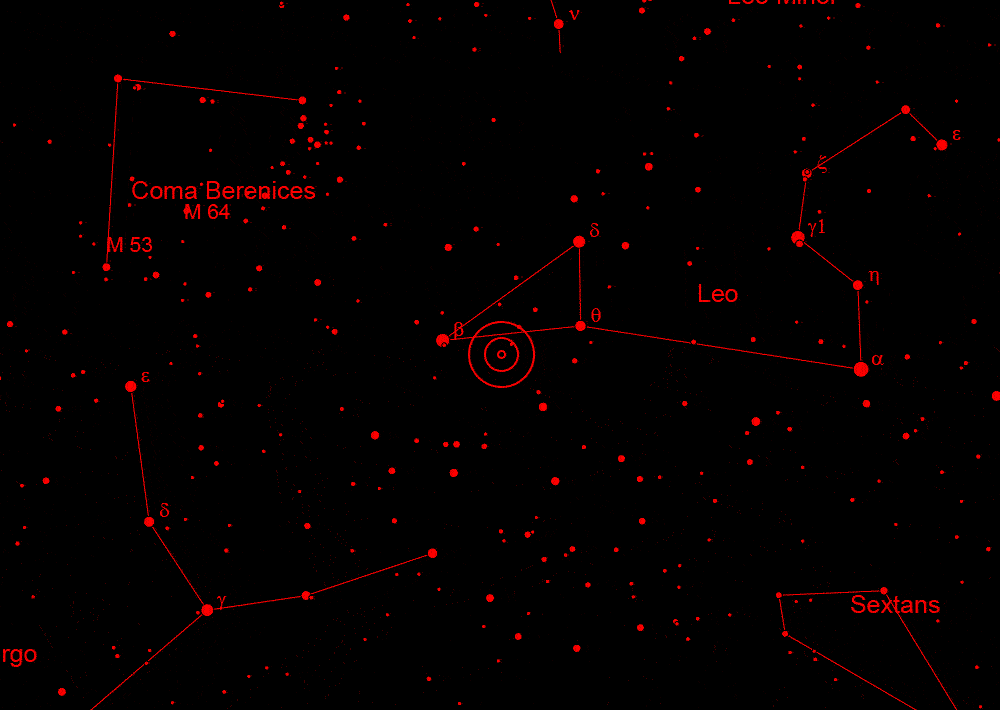 Leo Minor
ν
ε
ζ
Coma Berenices
M 64
γ1
δ
M 53
η
Leo
θ
β
α
ε
δ
γ
Sextans
rgo